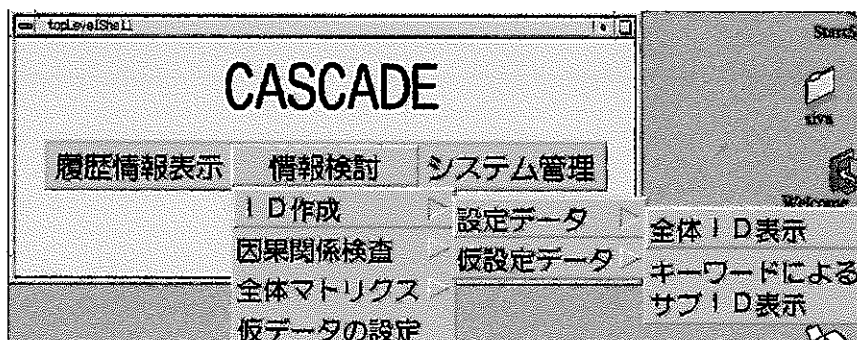 topLevelShell
CASCADE
履歴情報表示 情報検討 システム管理
ID作成
因果関係検査
全体マトリクス
仮データの設定
設定データ
仮設定データ
全体ID表示
キーワードによる
サブID表示
Welcome